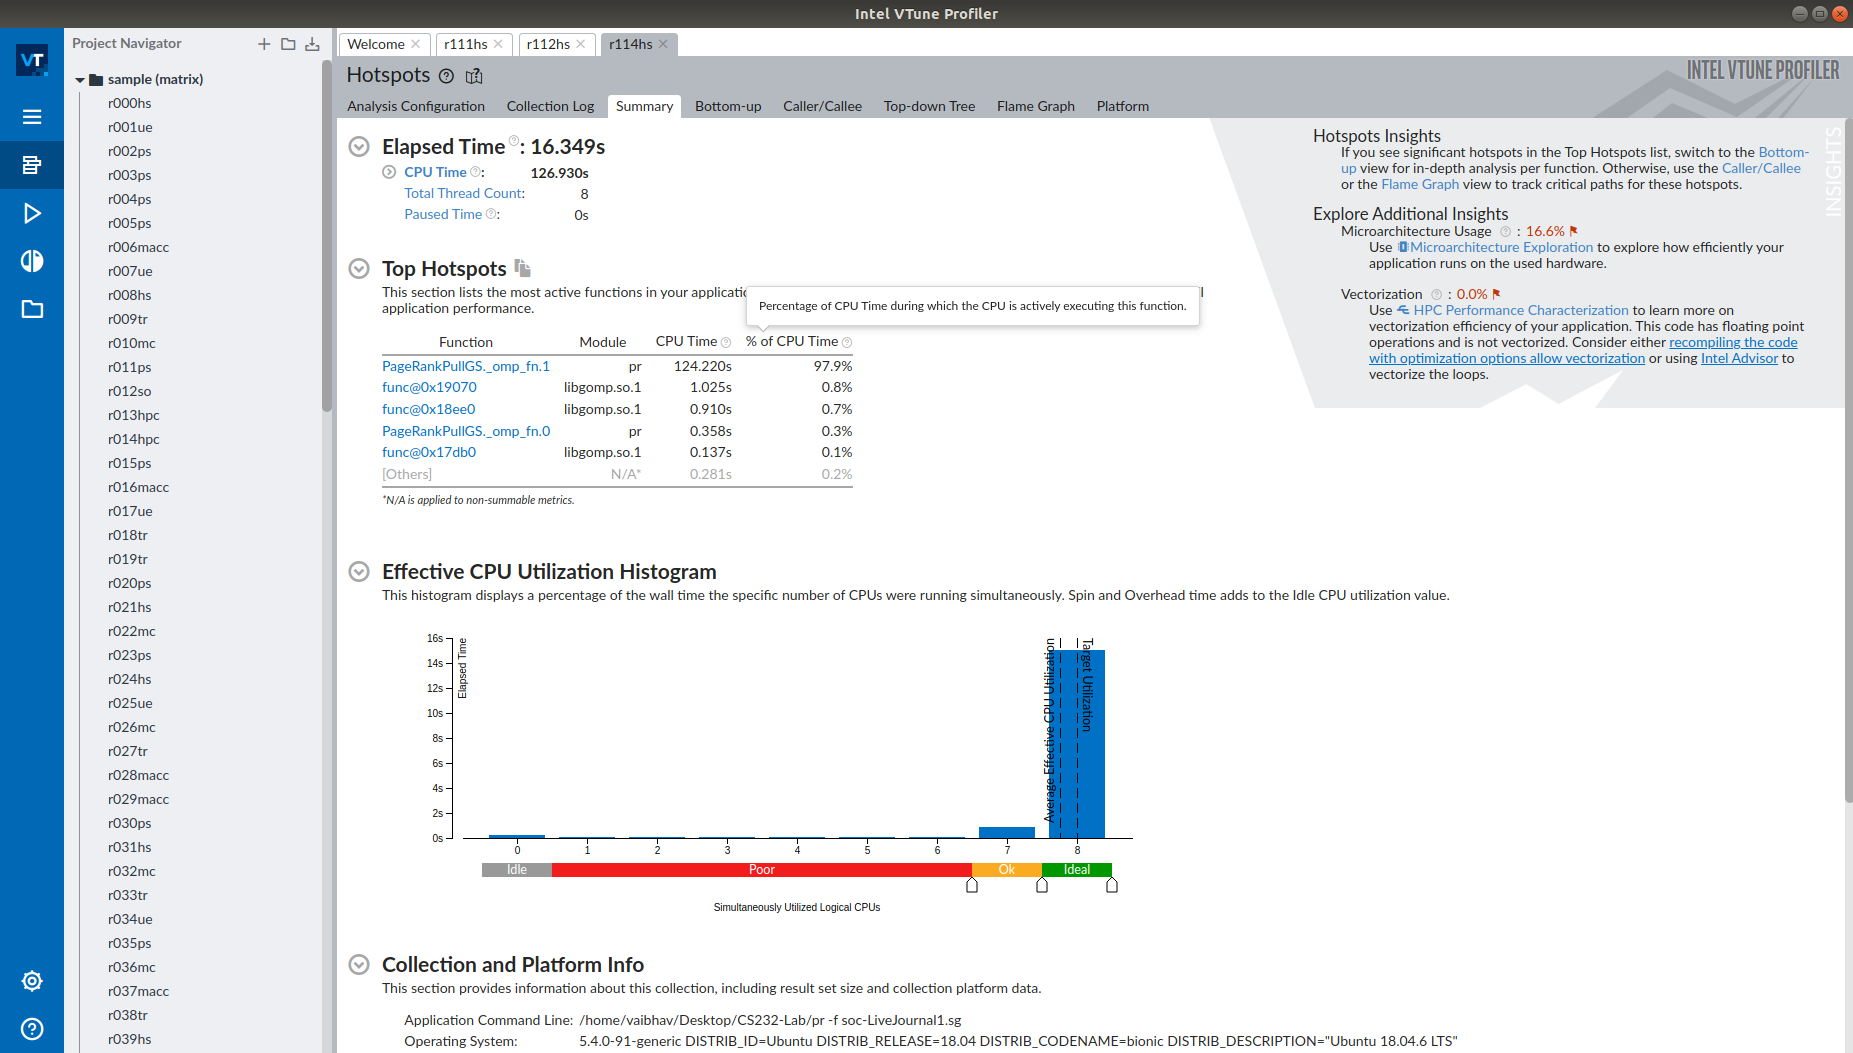 Intel VTune Profiler
VT
Project Navigator
sample (matrix)
r000hs
r001ue
r002ps
r003ps
r004ps
r005ps
r006macc
r007ue
r008hs
r009tr
r010mc
r011ps
r012so
r013hpc
r014hpc
r015ps
r016macc
r017ue
r018tr
r019tr
r020ps
r021hs
r022mc
r023ps
r024hs
r025ue
r026mc
r027tr
r028macc
r029macc
r030ps
r031hs
r032mc
r033tr
r034ue
r035ps
r036mc
r037macc
r038tr
r039hs
Welcome r111hs r112hs r114hs
Hotspots
INTEL VTUNE PROFILER
Analysis Configuration Collection Log Summary Bottom-up Caller/Callee Top-down Tree Flame Graph Platform
Elapsed Time : 16.349s
CPU Time : 126.930s
Total Thread Count: 8
Paused Time : 0s
Top Hotspots
This section lists the most active functions in your applicatic
application performance.
Percentage of CPU Time during which the CPU is actively executing this function.
Function Module CPU Time % of CPU Time
PageRankPullGS._omp_fn.1 pr 124.220s 97.9%
func@0x19070 libgomp.so.1 1.025s 0.8%
func@0x18ee0 libgomp.so.1 0.910s 0.7%
PageRankPullGS._omp_fn.0 pr 0.358s 0.3%
func@0x17db0 libgomp.so.1 0.137s 0.1%
[Others] N/A* 0.281s 0.2%
*N/A is applied to non-summable metrics.
Hotspots Insights
If you see significant hotspots in the Top Hotspots list, switch to the Bottom-
up view for in-depth analysis per function. Otherwise, use the Caller/Callee
or the Flame Graph view to track critical paths for these hotspots.
Explore Additional Insights
Microarchitecture Usage : 16.6%
Use Microarchitecture Exploration to explore how efficiently your
application runs on the used hardware.
Vectorization : 0.0%
Use HPC Performance Characterization to learn more on
vectorization efficiency of your application. This code has floating point
operations and is not vectorized. Consider either recompiling the code
with optimization options allow vectorization or using Intel Advisor to
vectorize the loops.
INSIGHTS
Effective CPU Utilization Histogram
This histogram displays a percentage of the wall time the specific number of CPUs were running simultaneously. Spin and Overhead time adds to the Idle CPU utilization value.
16s
14s
12s
10s
8s
6s
4s
2s
0s
Elapsed Time
Average Effective CPU Utilization
Target Utilization
0 1 2 3 4 5 6 7 8
Idle Poor Ok Ideal
Simultaneously Utilized Logical CPUs
Collection and Platform Info
This section provides information about this collection, including result set size and collection platform data.
Application Command Line: /home/vaibhav/Desktop/CS232-Lab/pr -f soc-LiveJournal1.sg
Operating System: 5.4.0-91-generic DISTRIB_ID=Ubuntu DISTRIB_RELEASE=18.04 DISTRIB_CODENAME=bionic DISTRIB_DESCRIPTION="Ubuntu 18.04.6 LTS"